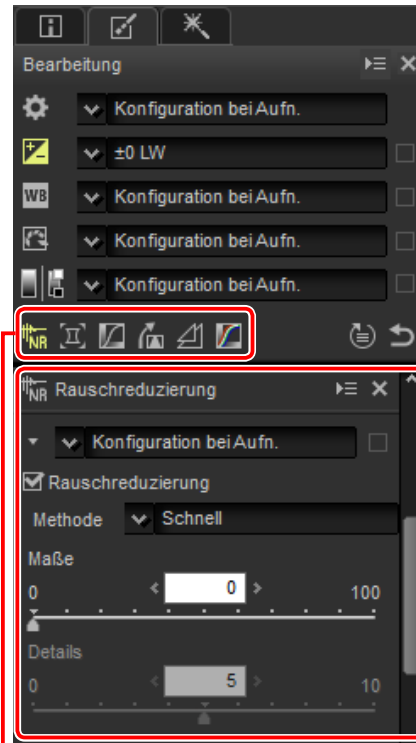 Bearbeitung
Konfiguration bei Aufn.
±0 LW
WB Konfiguration bei Aufn.
Konfiguration bei Aufn.
Konfiguration bei Aufn.
NR
NR Rauschreduzierung
Konfiguration bei Aufn.
Rauschreduzierung
Methode Schnell
Maße
0 0 100
Details
0 5 10